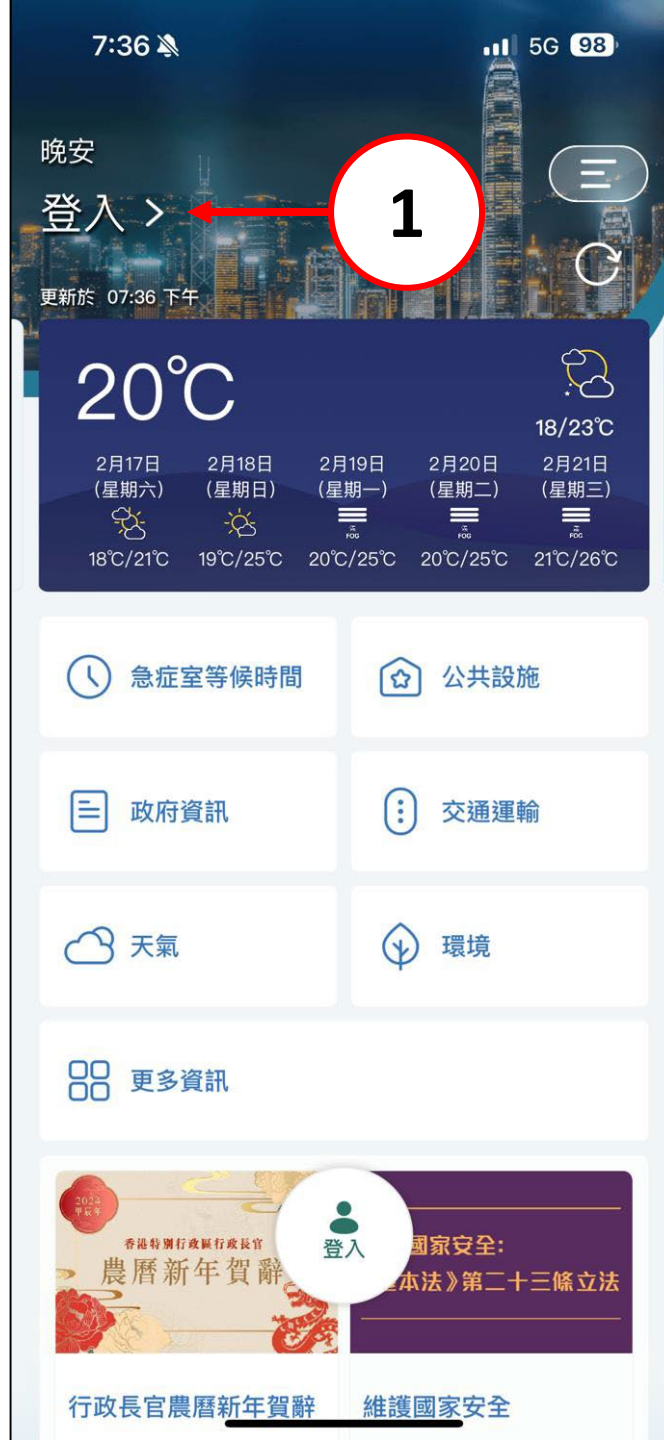 7:36
5G 98
晚安
登入 >
1
更新於 07:36 下午
20°C
18/23°C
2月17日 2月18日 2月19日 2月20日 2月21日
(星期六) (星期日) (星期一) (星期二) (星期三)
FOG FOG FOG
18°C/21°C 19°C/25°C 20°C/25°C 20°C/25°C 21°C/26°C
急症室等候時間
公共設施
政府資訊
交通運輸
天氣
環境
更多資訊
2024
甲辰年
香港特別行政區行政長官
農曆新年賀辭
國家安全:
本法》第二十三條立法
登入
行政長官農曆新年賀辭
維護國家安全